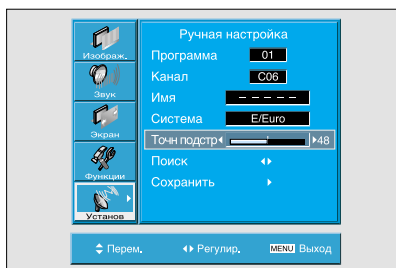 Ручная настройка
Изображ.
Программа 01
Канал C06
Звук
Имя – – – – –
Система E/Euro
Экран
Точн подстр 48
Поиск
Функции
Сохранить
Установ
Перем. Регулир. MENU Выход